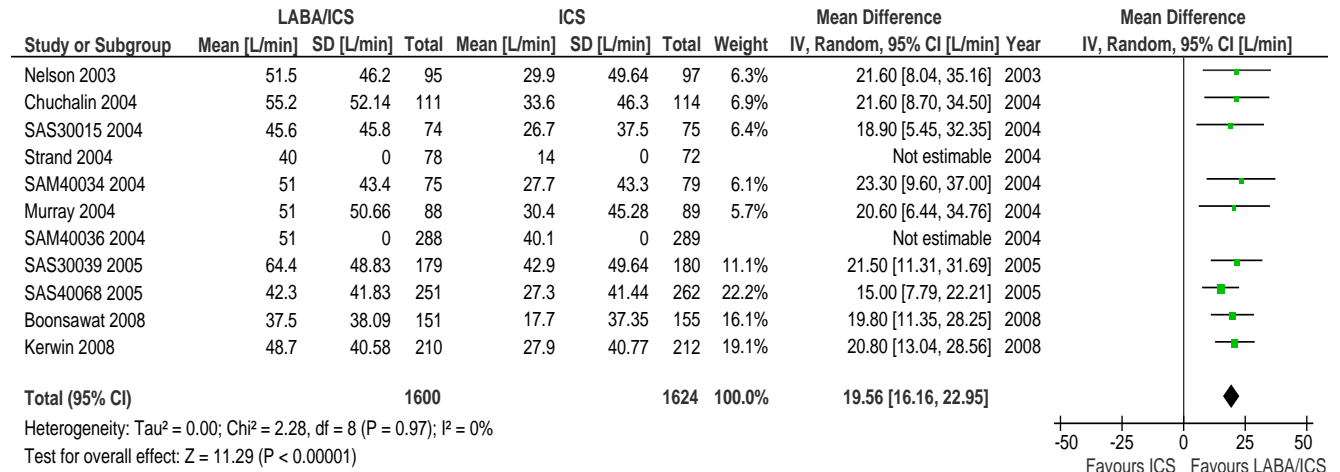 LABA/ICS ICS Mean Difference Mean Difference
Study or Subgroup Mean [L/min] SD [L/min] Total Mean [L/min] SD [L/min] Total Weight IV, Random, 95% CI [L/min] Year IV, Random, 95% CI [L/min]
Nelson 2003 51.5 46.2 95 29.9 49.64 97 6.3% 21.60 [8.04, 35.16] 2003
Chuchalin 2004 55.2 52.14 111 33.6 46.3 114 6.9% 21.60 [8.70, 34.50] 2004
SAS30015 2004 45.6 45.8 74 26.7 37.5 75 6.4% 18.90 [5.45, 32.35] 2004
Strand 2004 40 0 78 14 0 72 Not estimable 2004
SAM40034 2004 51 43.4 75 27.7 43.3 79 6.1% 23.30 [9.60, 37.00] 2004
Murray 2004 51 50.66 88 30.4 45.28 89 5.7% 20.60 [6.44, 34.76] 2004
SAM40036 2004 51 0 288 40.1 0 289 Not estimable 2004
SAS30039 2005 64.4 48.83 179 42.9 49.64 180 11.1% 21.50 [11.31, 31.69] 2005
SAS40068 2005 42.3 41.83 251 27.3 41.44 262 22.2% 15.00 [7.79, 22.21] 2005
Boonsawat 2008 37.5 38.09 151 17.7 37.35 155 16.1% 19.80 [11.35, 28.25] 2008
Kerwin 2008 48.7 40.58 210 27.9 40.77 212 19.1% 20.80 [13.04, 28.56] 2008
Total (95% CI) 1600 1624 100.0% 19.56 [16.16, 22.95]
Heterogeneity: Tau² = 0.00; Chi² = 2.28, df = 8 (P = 0.97); I² = 0%
Test for overall effect: Z = 11.29 (P < 0.00001)
-50 -25 0 25 50
Favours ICS Favours LABA/ICS